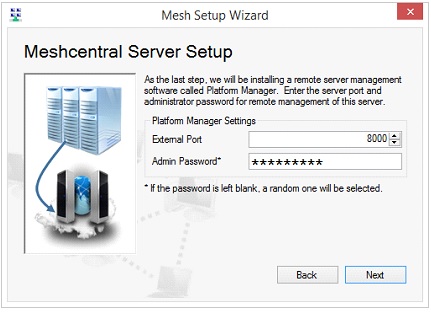 Mesh Setup Wizard
Meshcentral Server Setup
As the last step, we will be installing a remote server management
software called Platform Manager. Enter the server port and
administrator password for remote management of this server.
Platform Manager Settings
External Port
8000
Admin Password*
*********
* If the password is left blank, a random one will be selected.
Back
Next